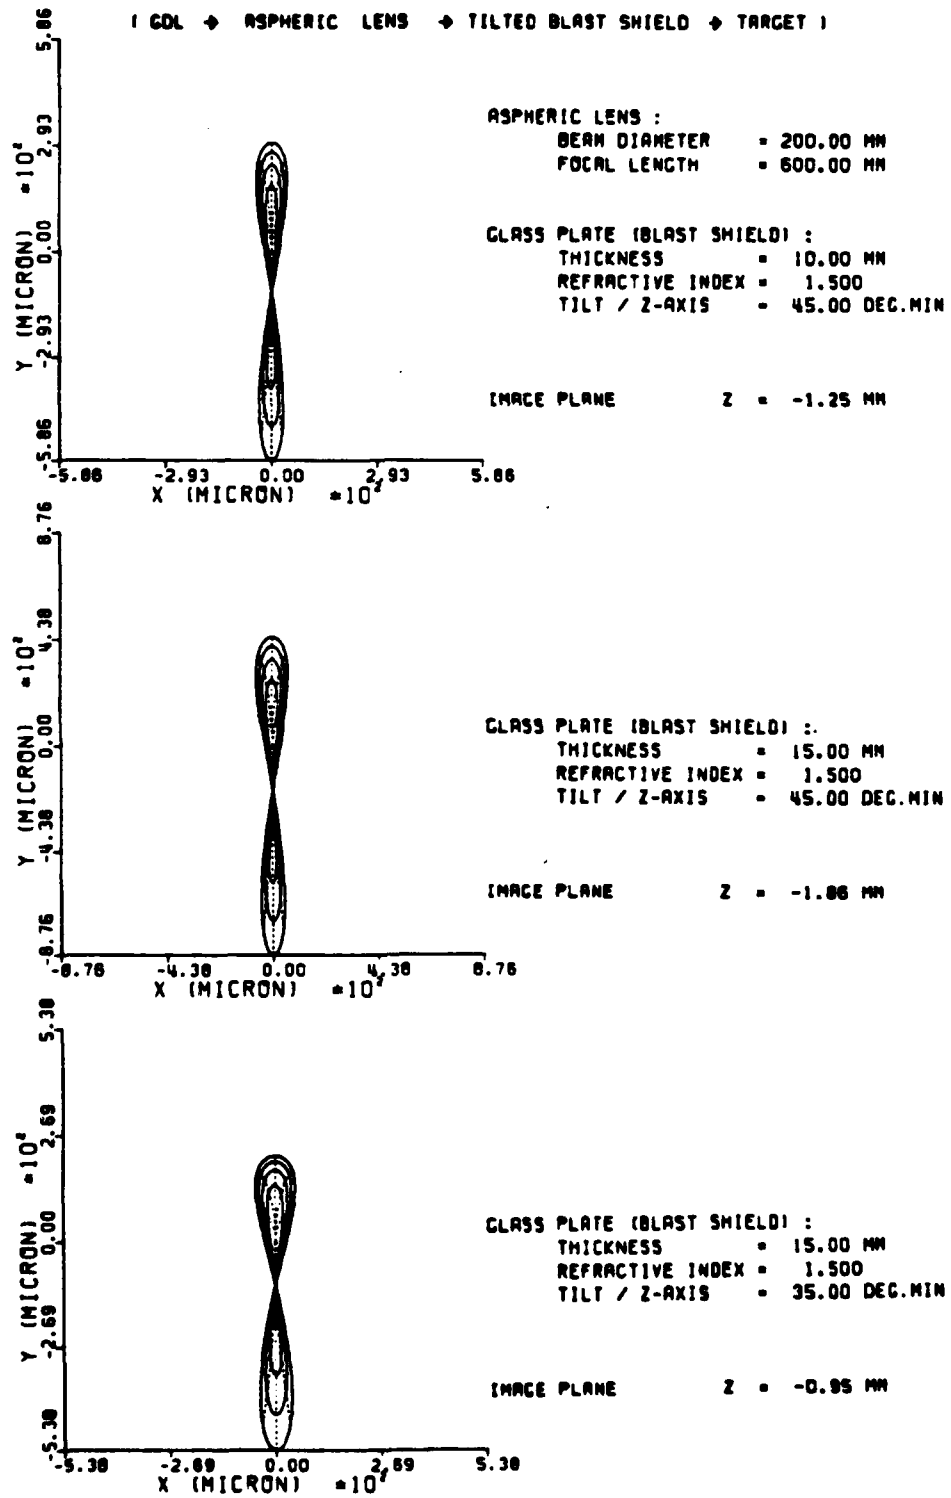 ( GDL → ASPHERIC LENS → TILTED BLAST SHIELD → TARGET )
ASPHERIC LENS :
BEAM DIAMETER = 200.00 MM
FOCAL LENGTH = 600.00 MM
GLASS PLATE (BLAST SHIELD) :
THICKNESS = 10.00 MM
REFRACTIVE INDEX = 1.500
TILT / Z-AXIS = 45.00 DEG.MIN
IMAGE PLANE Z = -1.25 MM
Y (MICRON) *10²
5.86
2.93
0.00
-2.93
-5.86
-5.86 -2.93 0.00 2.93 5.86
X (MICRON) *10²
GLASS PLATE (BLAST SHIELD) :
THICKNESS = 15.00 MM
REFRACTIVE INDEX = 1.500
TILT / Z-AXIS = 45.00 DEG.MIN
IMAGE PLANE Z = -1.86 MM
Y (MICRON) *10²
8.76
4.38
0.00
-4.38
-8.76
-8.76 -4.38 0.00 4.38 8.76
X (MICRON) *10²
GLASS PLATE (BLAST SHIELD) :
THICKNESS = 15.00 MM
REFRACTIVE INDEX = 1.500
TILT / Z-AXIS = 35.00 DEG.MIN
IMAGE PLANE Z = -0.95 MM
Y (MICRON) *10²
5.38
2.69
0.00
-2.69
-5.38
-5.38 -2.69 0.00 2.69 5.38
X (MICRON) *10²